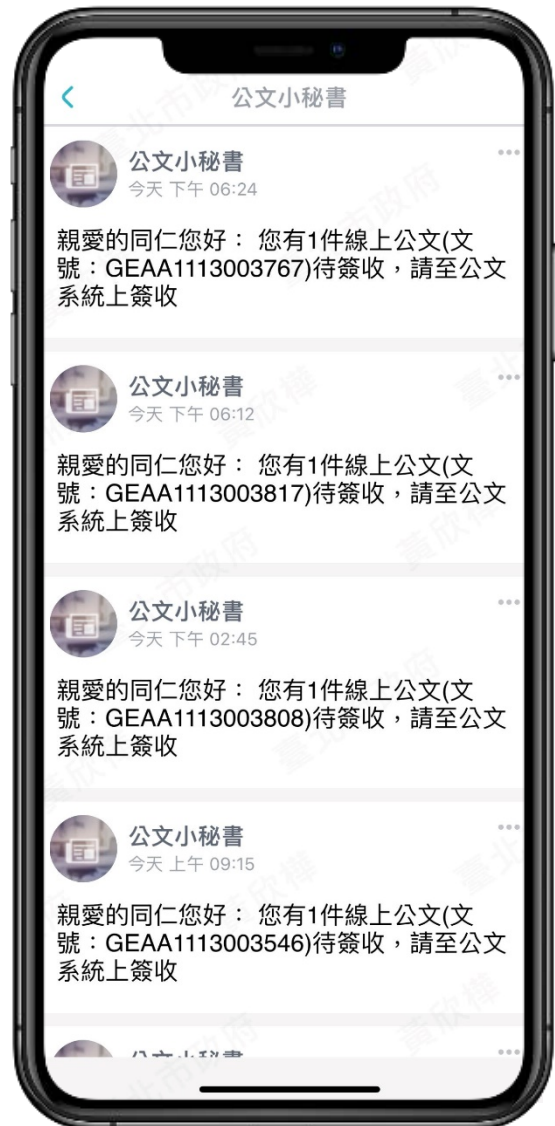 公文小秘書
公文小秘書
今天 下午 06:24
親愛的同仁您好： 您有1件線上公文(文
號：GEAA1113003767)待簽收，請至公文
系統上簽收
公文小秘書
今天 下午 06:12
親愛的同仁您好： 您有1件線上公文(文
號：GEAA1113003817)待簽收，請至公文
系統上簽收
公文小秘書
今天 下午 02:45
親愛的同仁您好： 您有1件線上公文(文
號：GEAA1113003808)待簽收，請至公文
系統上簽收
公文小秘書
今天 上午 09:15
親愛的同仁您好： 您有1件線上公文(文
號：GEAA1113003546)待簽收，請至公文
系統上簽收